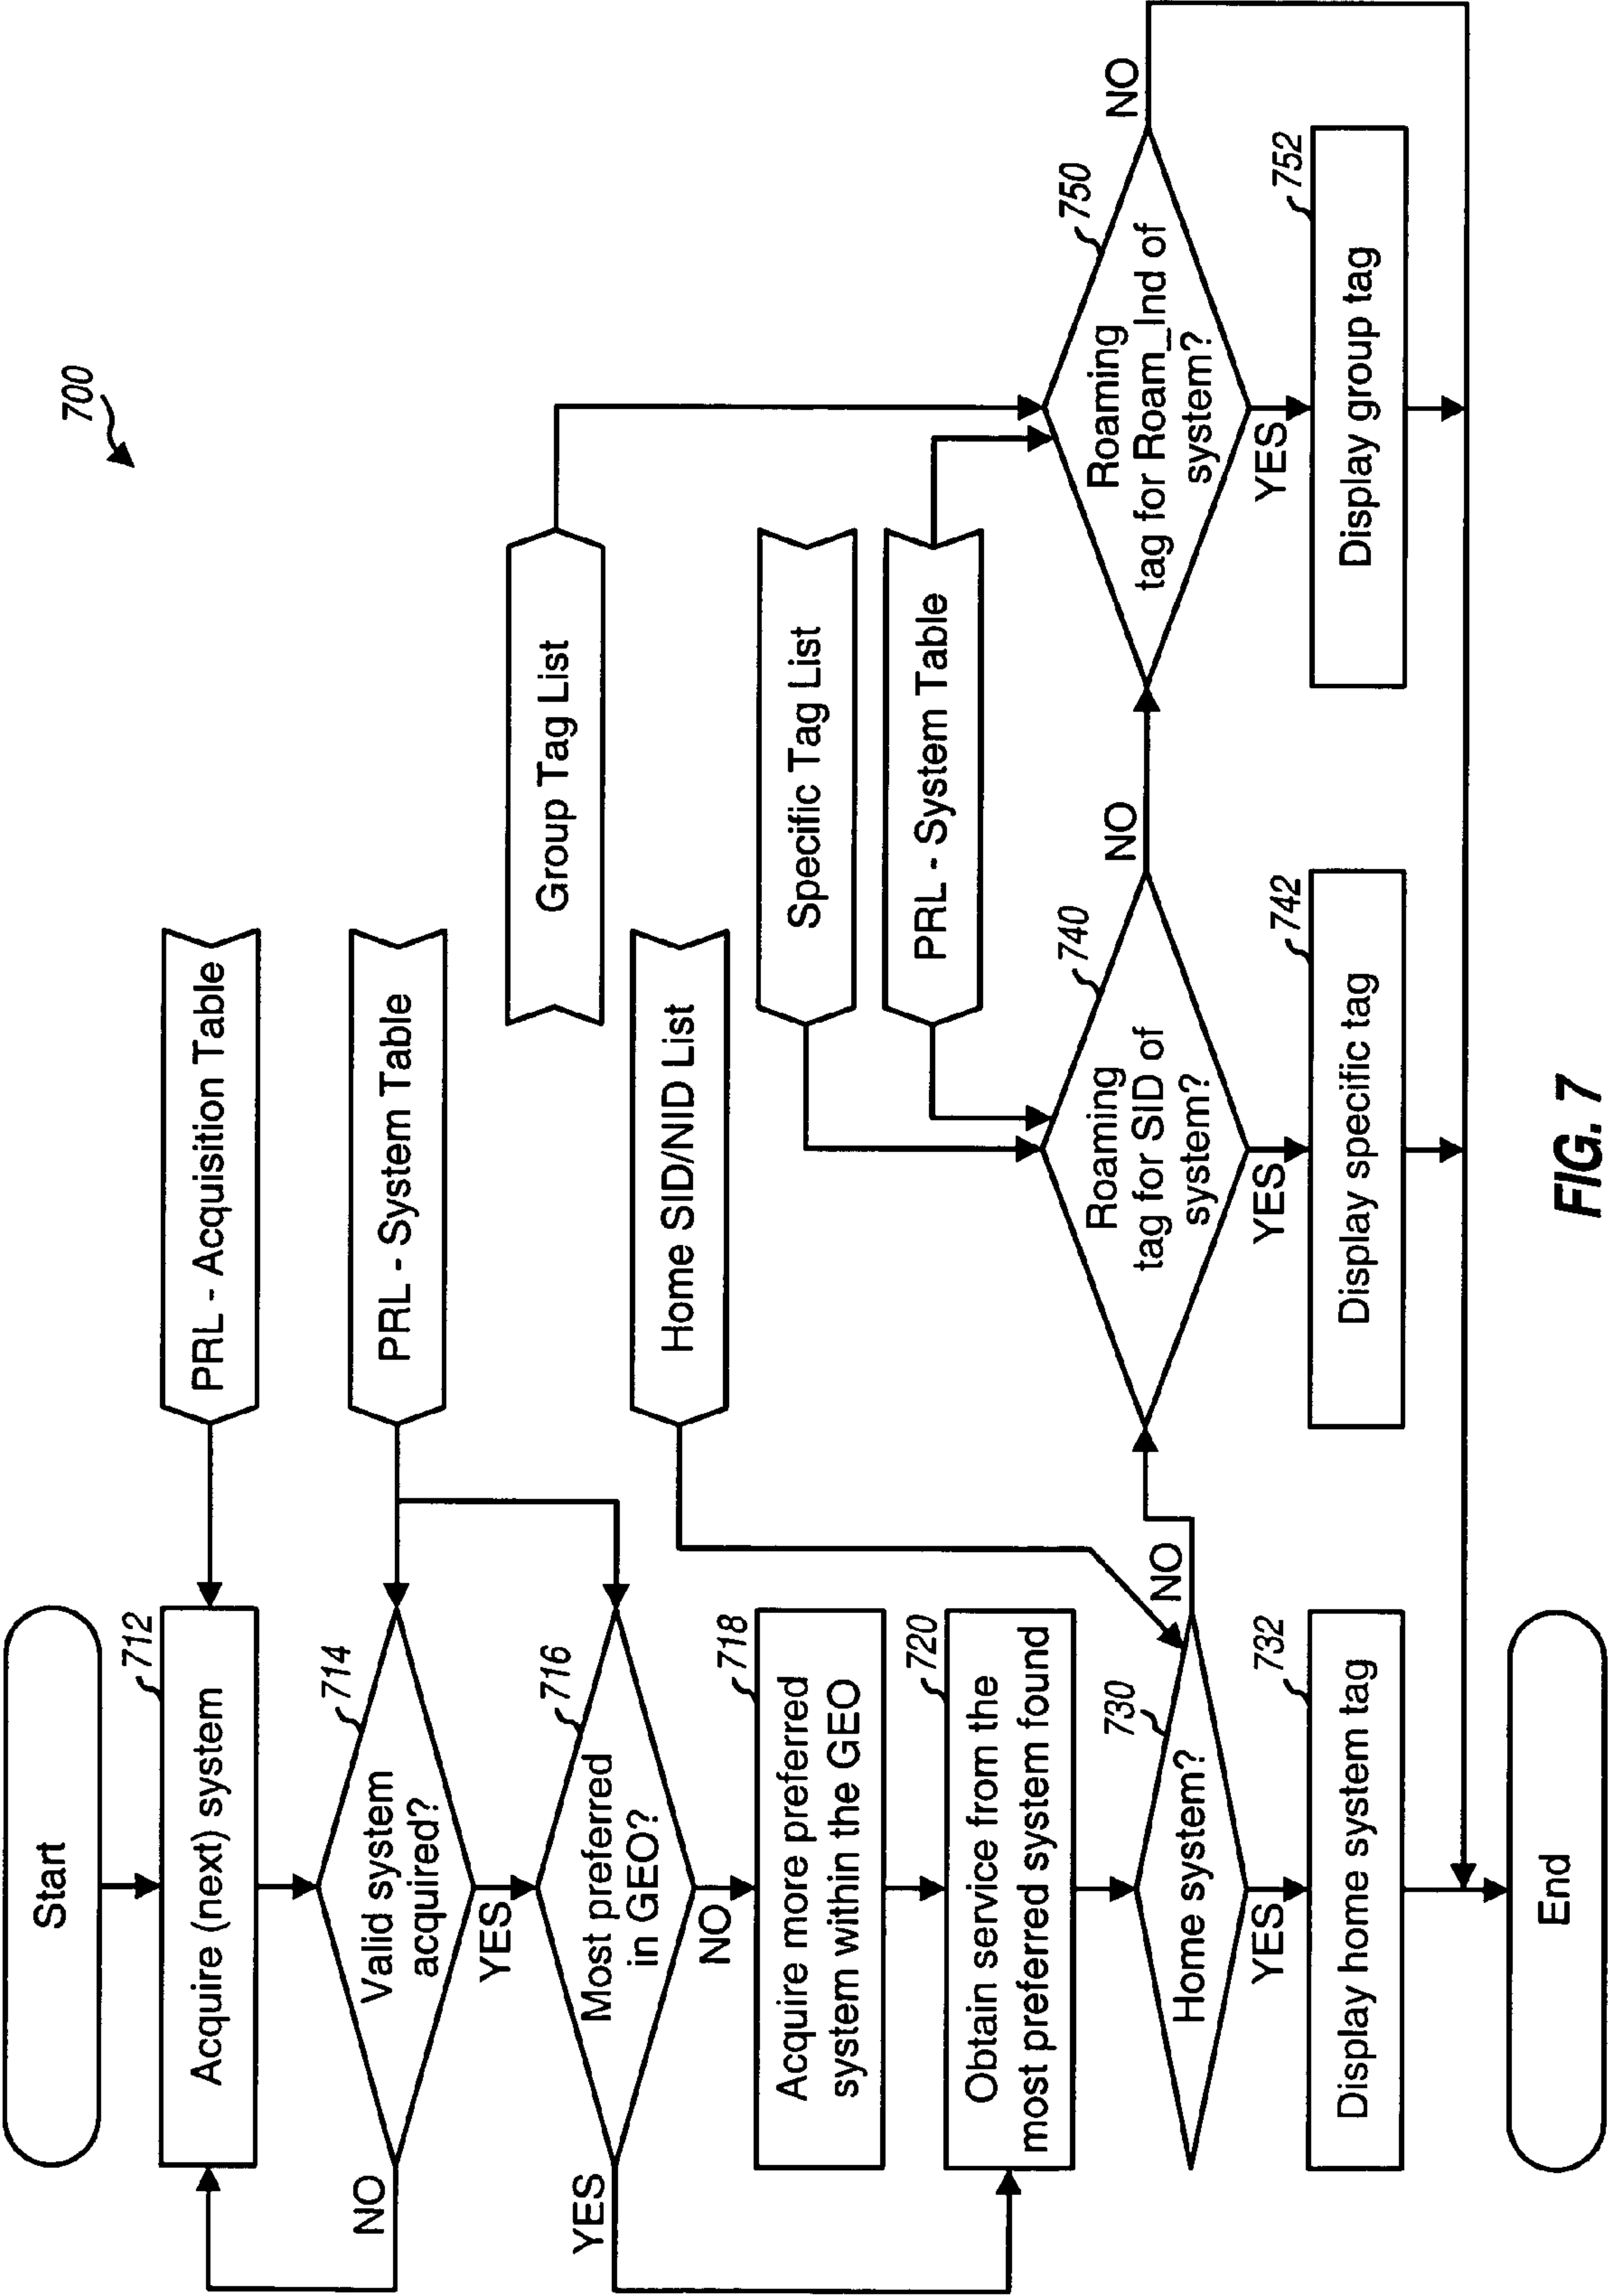 700
Start
712
Acquire (next) system
PRL - Acquisition Table
714
Valid system
acquired?
NO
YES
PRL - System Table
716
Most preferred
in GEO?
YES
NO
718
Acquire more preferred
system within the GEO
720
Obtain service from the
most preferred system found
Home SID/NID List
730
Home system?
NO
YES
732
Display home system tag
Group Tag List
Specific Tag List
PRL - System Table
740
Roaming
tag for SID of
system?
NO
YES
742
Display specific tag
750
Roaming
tag for Roam_Ind of
system?
NO
YES
752
Display group tag
End
FIG. 7